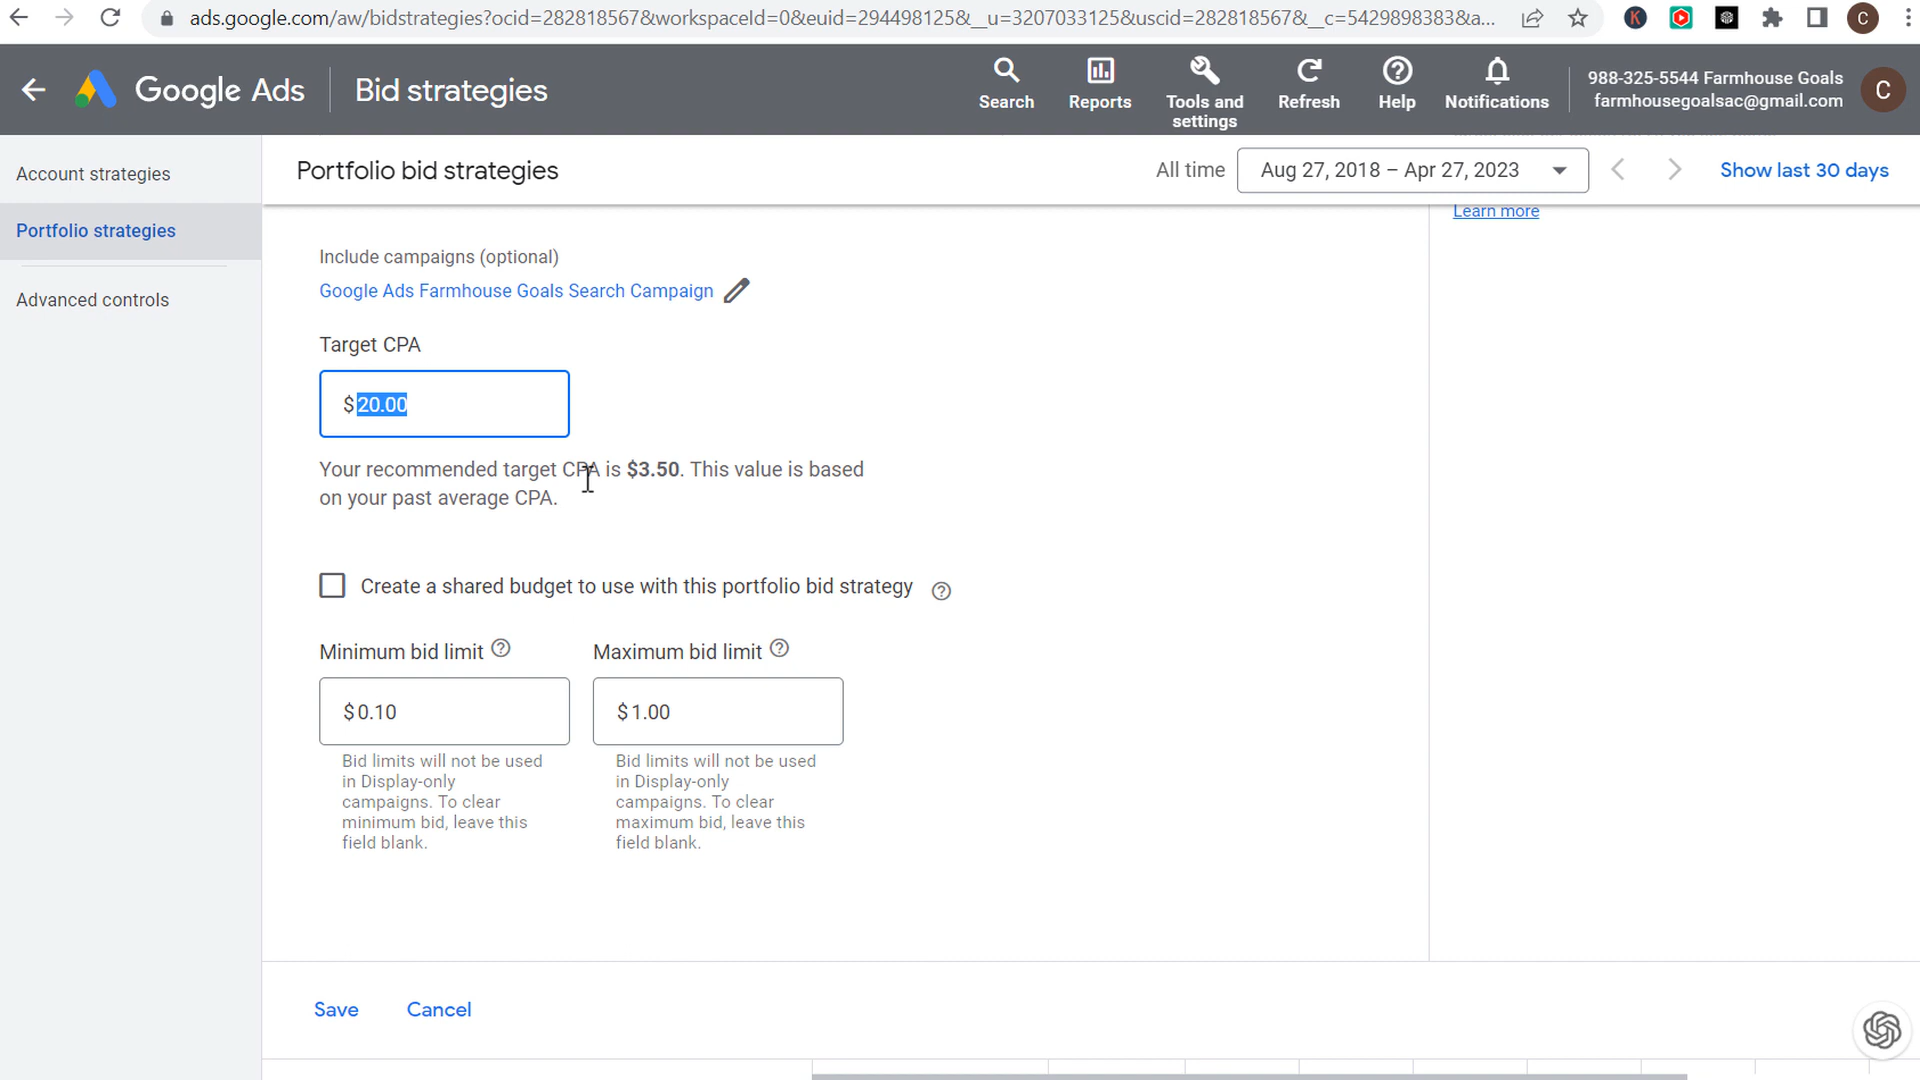 ads.google.com/aw/bidstrategies?ocid=282818567&workspaceId=0&euid=294498125&__u=3207033125&uscid=282818567&__c=5429898383&a...
K
C
Google Ads
Bid strategies
Search
Reports
Tools and
settings
Refresh
Help
Notifications
988-325-5544 Farmhouse Goals
farmhousegoalsac@gmail.com
C
Account strategies
Portfolio strategies
Advanced controls
Portfolio bid strategies
All time
Aug 27, 2018 – Apr 27, 2023
Show last 30 days
Learn more
Include campaigns (optional)
Google Ads Farmhouse Goals Search Campaign
Target CPA
$20.00
Your recommended target CPA is $3.50. This value is based
on your past average CPA.
Create a shared budget to use with this portfolio bid strategy
Minimum bid limit
Maximum bid limit
$0.10
$1.00
Bid limits will not be used
in Display-only
campaigns. To clear
minimum bid, leave this
field blank.
Bid limits will not be used
in Display-only
campaigns. To clear
maximum bid, leave this
field blank.
Save
Cancel